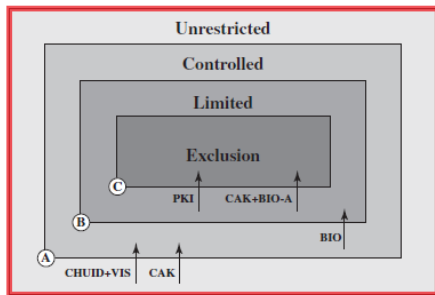 Unrestricted
Controlled
Limited
Exclusion
C
PKI
CAK+BIO-A
B
BIO
A
CHUID+VIS
CAK